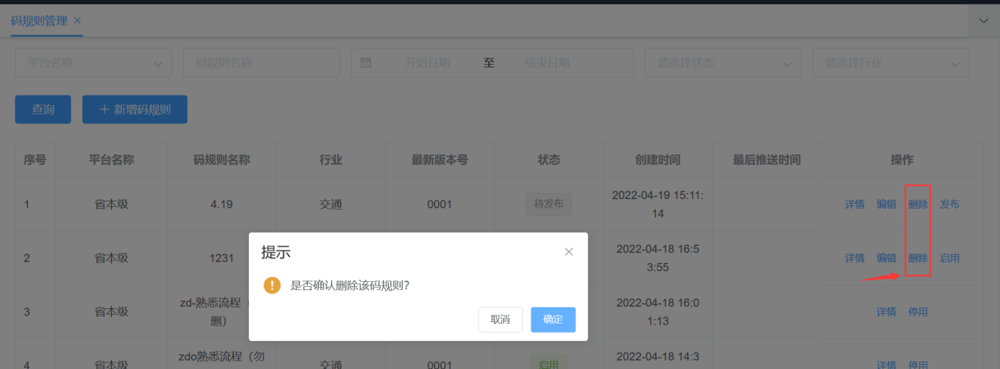 码规则管理 ×
平台名称 码规则名称 开始日期 至 结束日期 请选择状态 请选择行业
查询 + 新增码规则
序号 平台名称 码规则名称 行业 最新版本号 状态 创建时间 最后推送时间 操作
1 省本级 4.19 交通 0001 待发布 2022-04-19 15:11:14 详情 编辑 删除 发布
2 省本级 1231 2022-04-18 16:53:55 详情 编辑 删除 启用
提示
是否确认删除该码规则?
取消 确定
3 省本级 zd-熟悉流程 删） 2022-04-18 16:01:13 详情 停用
4 省本级 zdo熟悉流程（勿 交通 0001 启用 2022-04-18 14:3 详情 停用